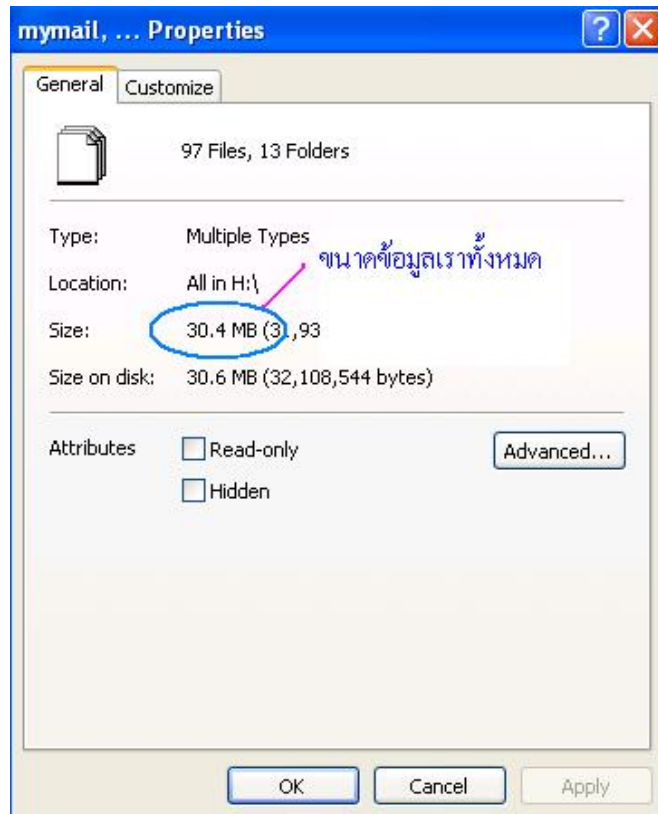 mymail, ... Properties
General
Customize
97 Files, 13 Folders
Type: Multiple Types
ขนาดข้อมูลเราทั้งหมด
Location: All in H:\
Size: 30.4 MB (31,93
Size on disk: 30.6 MB (32,108,544 bytes)
Attributes
Read-only
Advanced...
Hidden
OK
Cancel
Apply